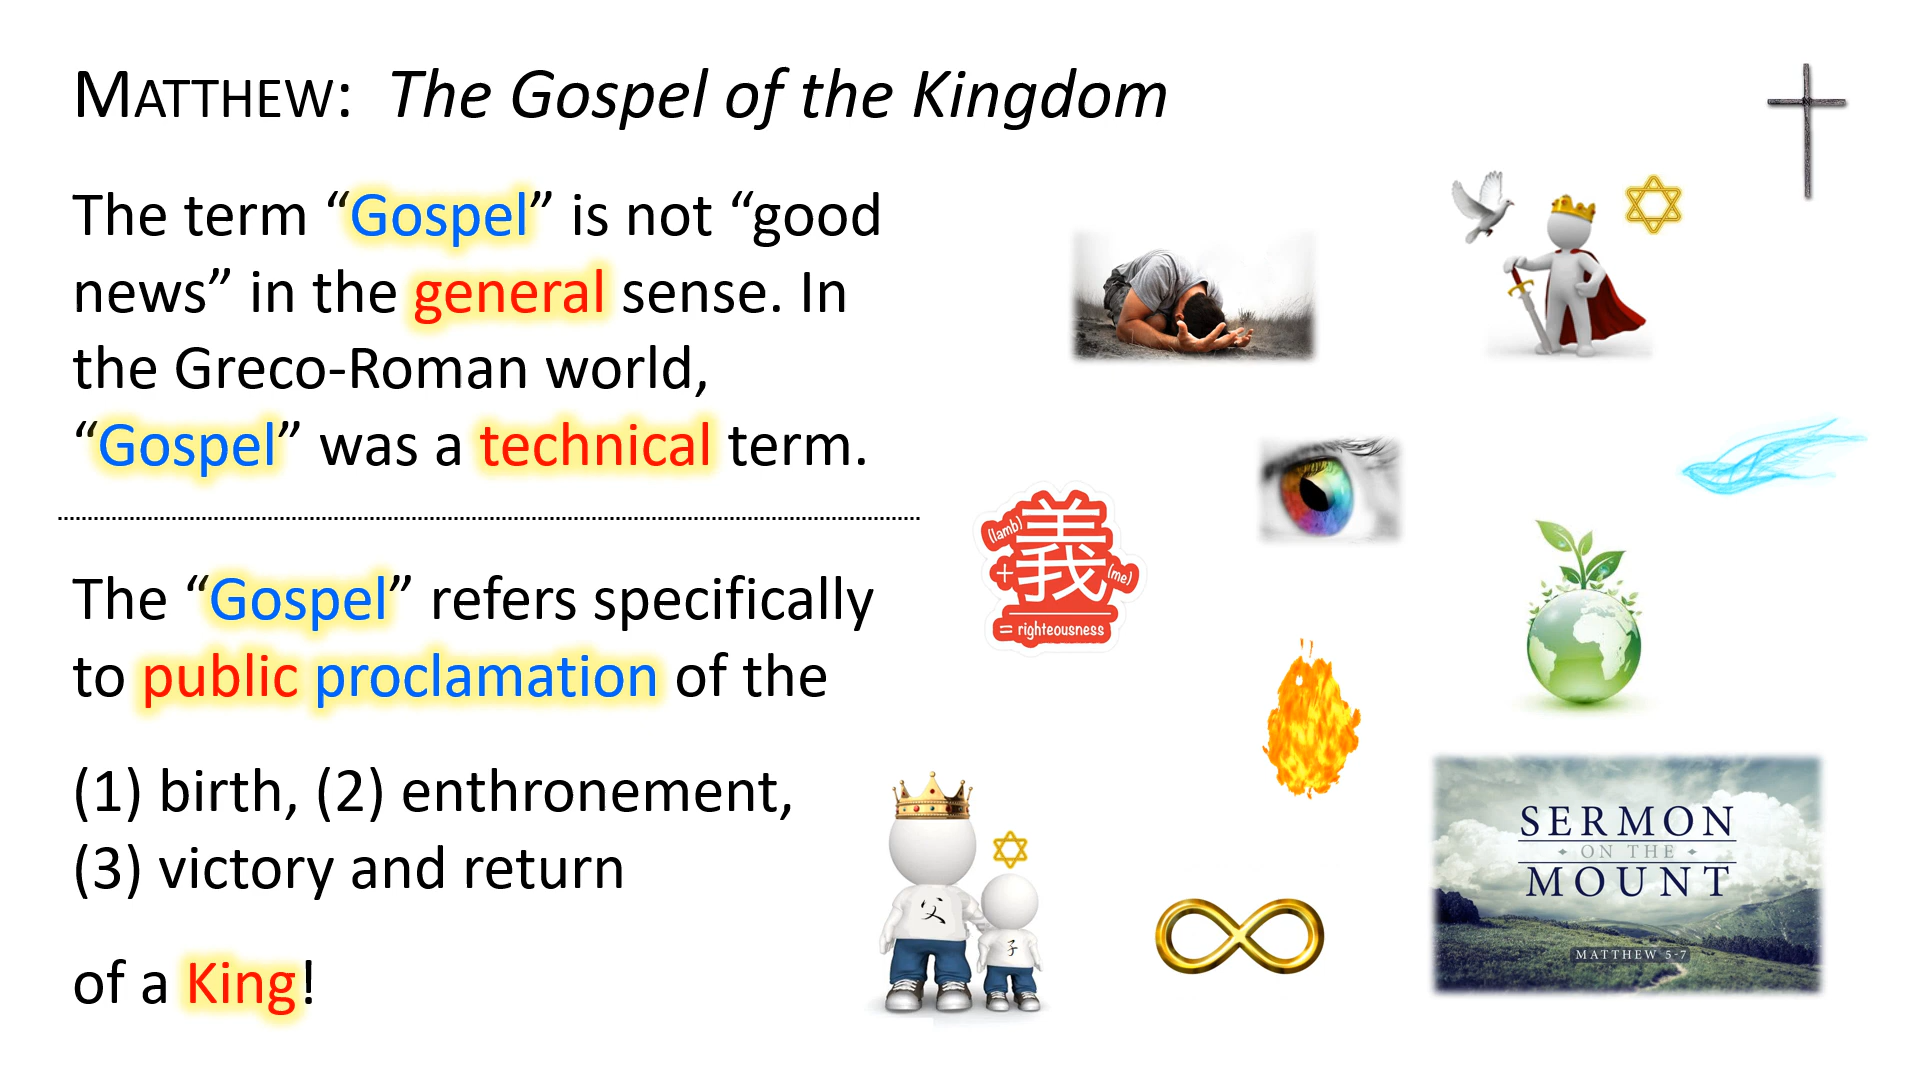 MATTHEW: The Gospel of the Kingdom
The term “Gospel” is not “good
news” in the general sense. In
the Greco-Roman world,
“Gospel” was a technical term.
The “Gospel” refers specifically
to public proclamation of the
(1) birth, (2) enthronement,
(3) victory and return
of a King!
(lamb)
義
+
(me)
= righteousness
父
子
SERMON
ON THE
MOUNT
MATTHEW 5-7